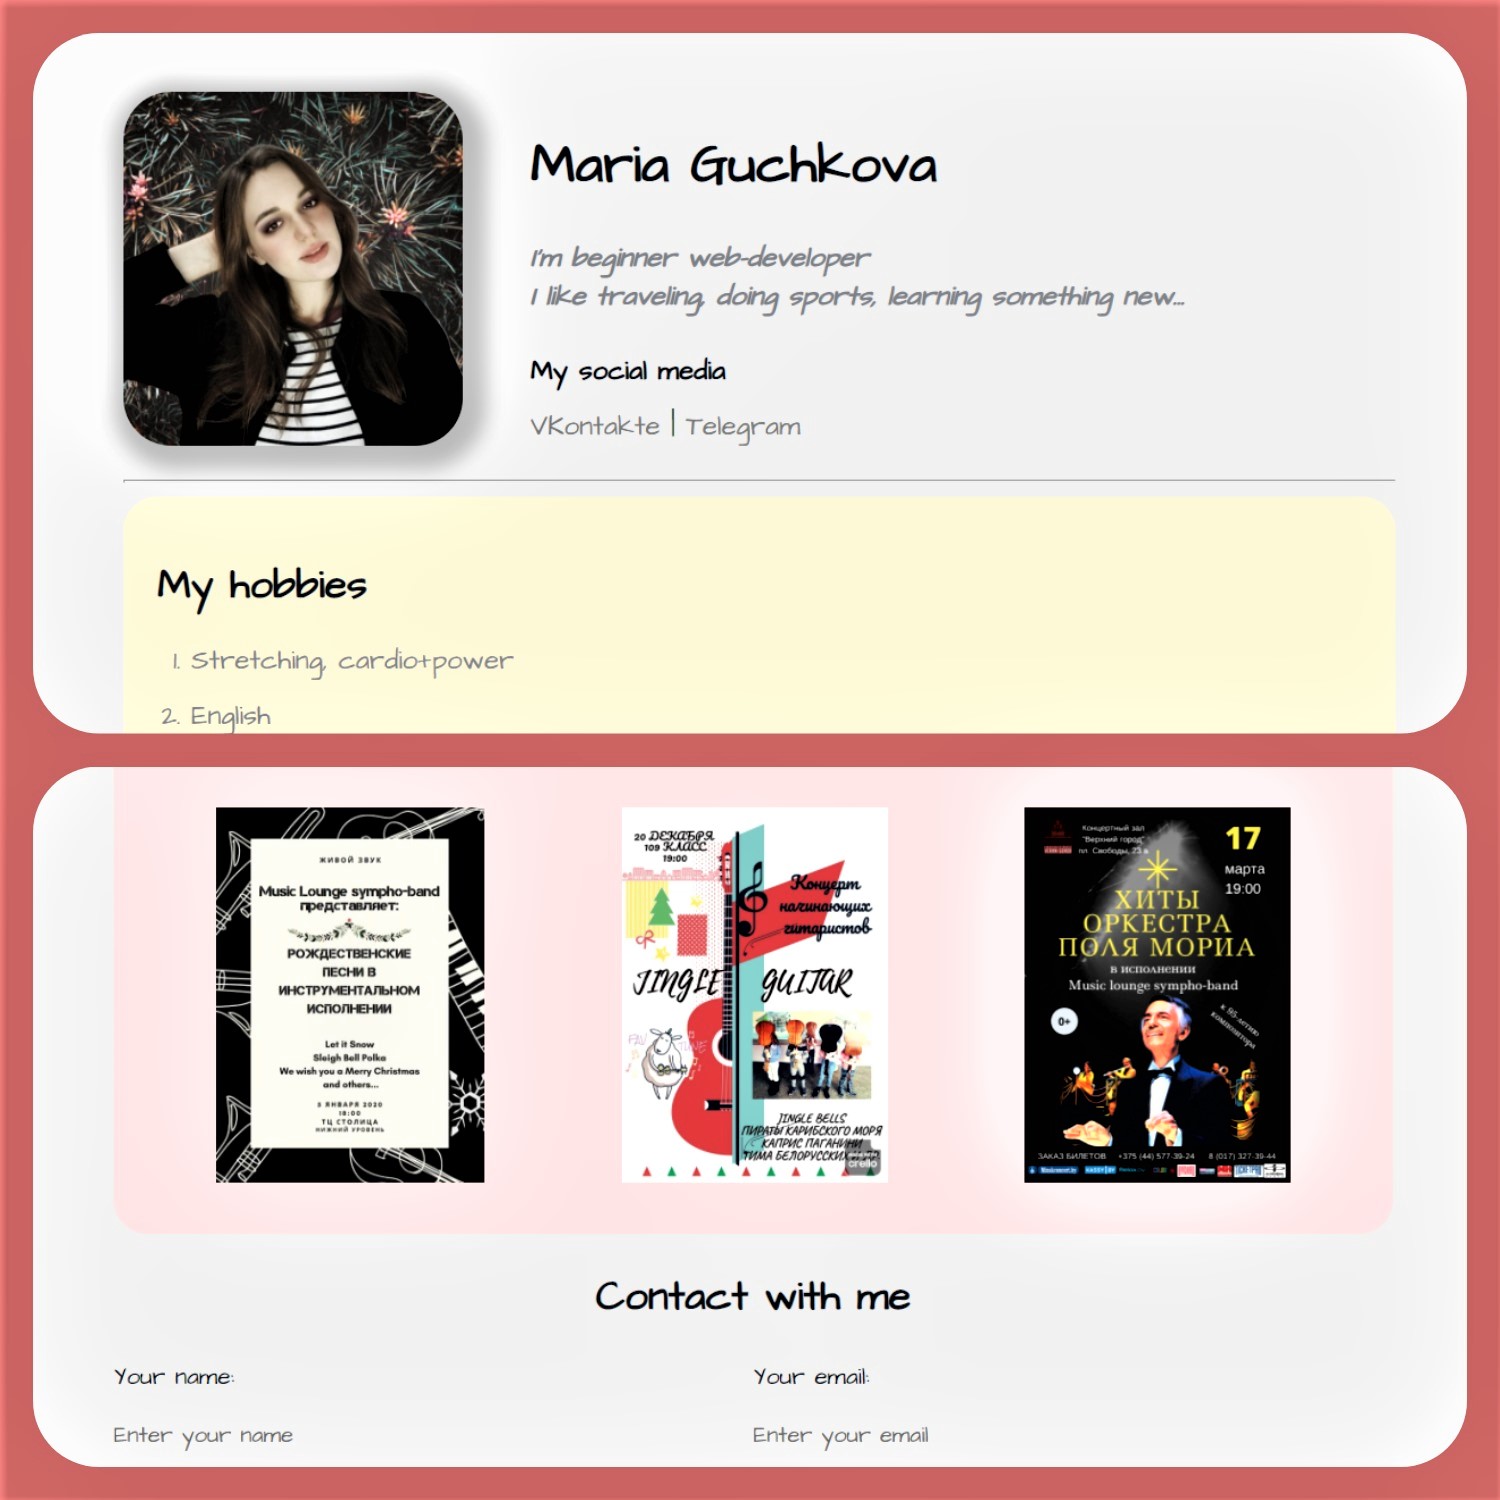 Maria Guchkova
I'm beginner web-developer
I like traveling, doing sports, learning something new...
My social media
VKontakte | Telegram
My hobbies
1. Stretching, cardio+power
2. English
ЖИВОЙ ЗВУК
Music Lounge sympho-band
представляет:
РОЖДЕСТВЕНСКИЕ
ПЕСНИ В
ИНСТРУМЕНТАЛЬНОМ
ИСПОЛНЕНИИ
Let it Snow
Sleigh Bell Polka
We wish you a Merry Christmas
and others...
5 ЯНВАРЯ 2020
18:00
ТЦ СТОЛИЦА
НИЖНИЙ УРОВЕНЬ
20 ДЕКАБРЯ
109 КЛАСС
19:00
Концерт
начинающих
гитаристов
JINGLE GUITAR
JINGLE BELLS
ПИРАТЫ КАРИБСКОГО МОРЯ
КАПРИС ПАГАНИНИ
ТИМА БЕЛОРУССКИХ
crello
Концертный зал
"Верхний город"
пл. Свободы, 23 в
17
марта
19:00
ХИТЫ
ОРКЕСТРА
ПОЛЯ МОРИА
в исполнении
Music lounge sympho-band
к 95-летию
композитора
0+
ЗАКАЗ БИЛЕТОВ +375 (44) 577-39-24 8 (017) 327-39-44
Contact with me
Your name:
Your email:
Enter your name
Enter your email